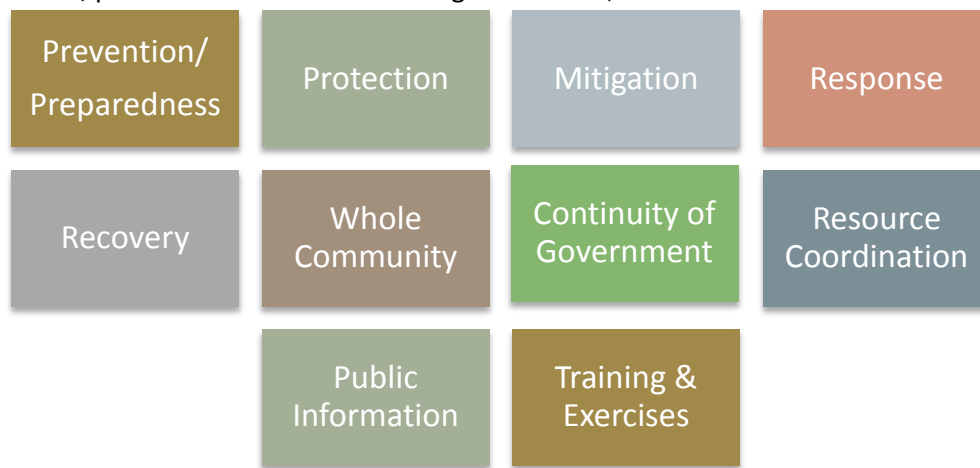 Prevention/
Preparedness
Protection
Mitigation
Response
Recovery
Whole
Community
Continuity of
Government
Resource
Coordination
Public
Information
Training &
Exercises